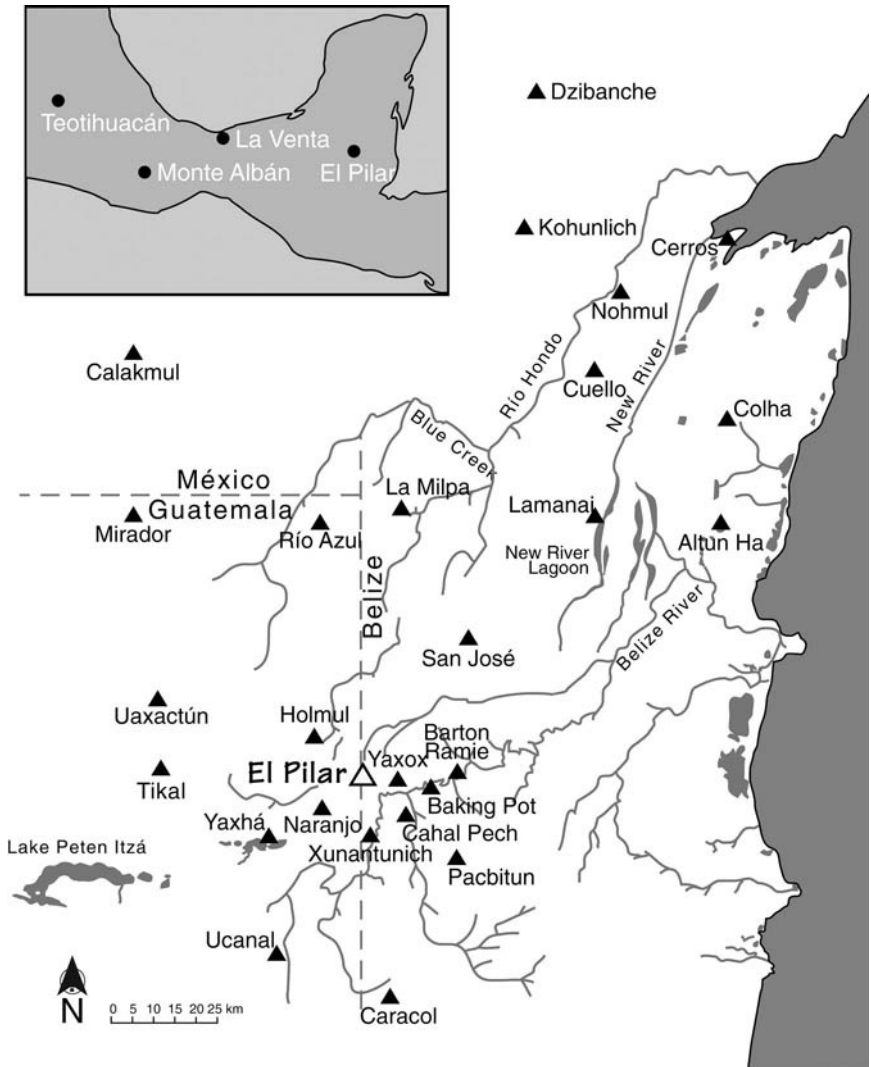 Teotihuacán
La Venta
Monte Albán
El Pilar
Dzibanche
Kohunlich
Cerros
Nohmul
Calakmul
Río Hondo
New River
Cuello
Colha
Blue Creek
México
Guatemala
La Milpa
Mirador
Río Azul
Lamanai
Altun Ha
New River
Lagoon
Belize
San José
Belize River
Uaxactún
Holmul
Barton
Ramie
El Pilar
Yaxox
Tikal
Baking Pot
Yaxhá
Naranjo
Cahal Pech
Lake Peten Itzá
Xunantunich
Pacbitun
Ucanal
N
0 5 10 15 20 25 km
Caracol